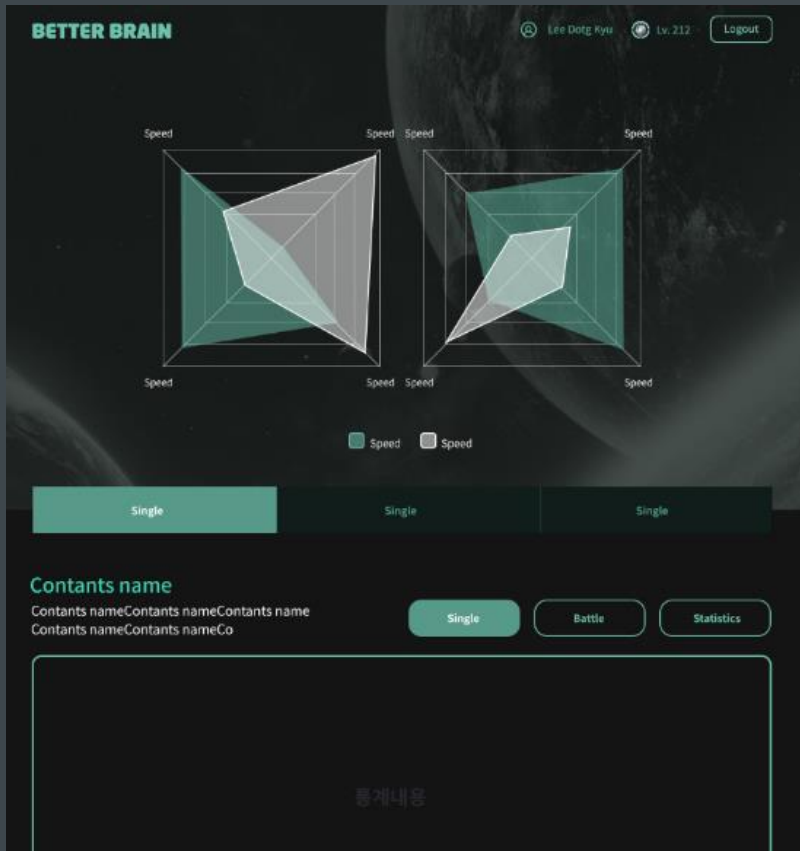 BETTER BRAIN
Lee Dotg Kyu
Lv. 212
Logout
Speed
Speed
Speed
Speed
Speed
Speed
Speed
Speed
Speed
Speed
Single
Single
Single
Contants name
Contants nameContants nameContants name
Contants nameContants nameCo
Single
Battle
Statistics
통계내용